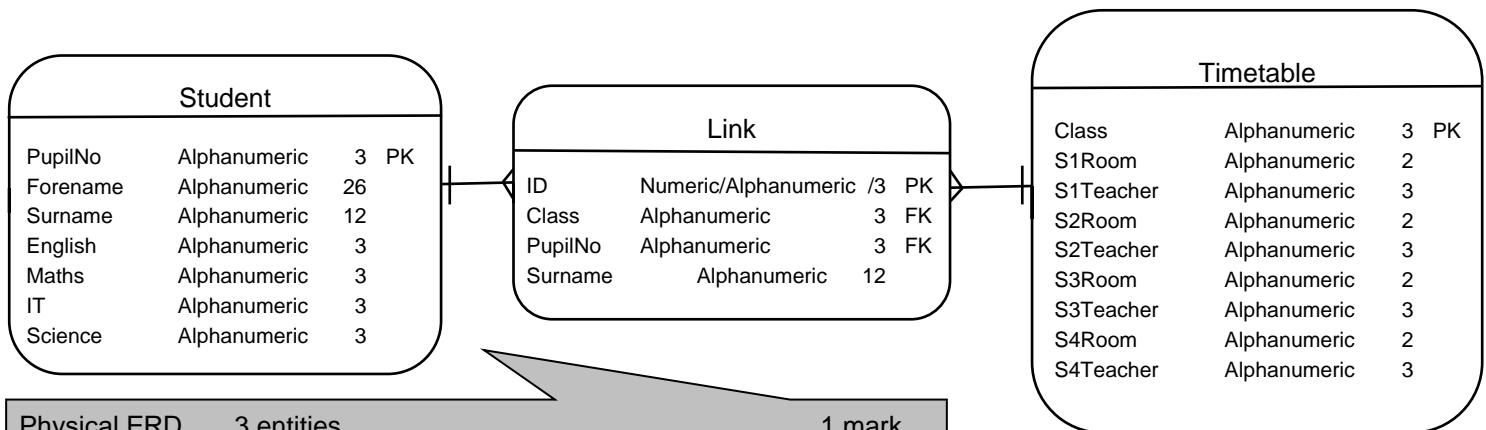 Student
PupilNo Alphanumeric 3 PK
Forename Alphanumeric 26
Surname Alphanumeric 12
English Alphanumeric 3
Maths Alphanumeric 3
IT Alphanumeric 3
Science Alphanumeric 3
Link
ID Numeric/Alphanumeric /3 PK
Class Alphanumeric 3 FK
PupilNo Alphanumeric 3 FK
Surname Alphanumeric 12
Timetable
Class Alphanumeric 3 PK
S1Room Alphanumeric 2
S1Teacher Alphanumeric 3
S2Room Alphanumeric 2
S2Teacher Alphanumeric 3
S3Room Alphanumeric 2
S3Teacher Alphanumeric 3
S4Room Alphanumeric 2
S4Teacher Alphanumeric 3
Physical ERD 3 entities 1 mark